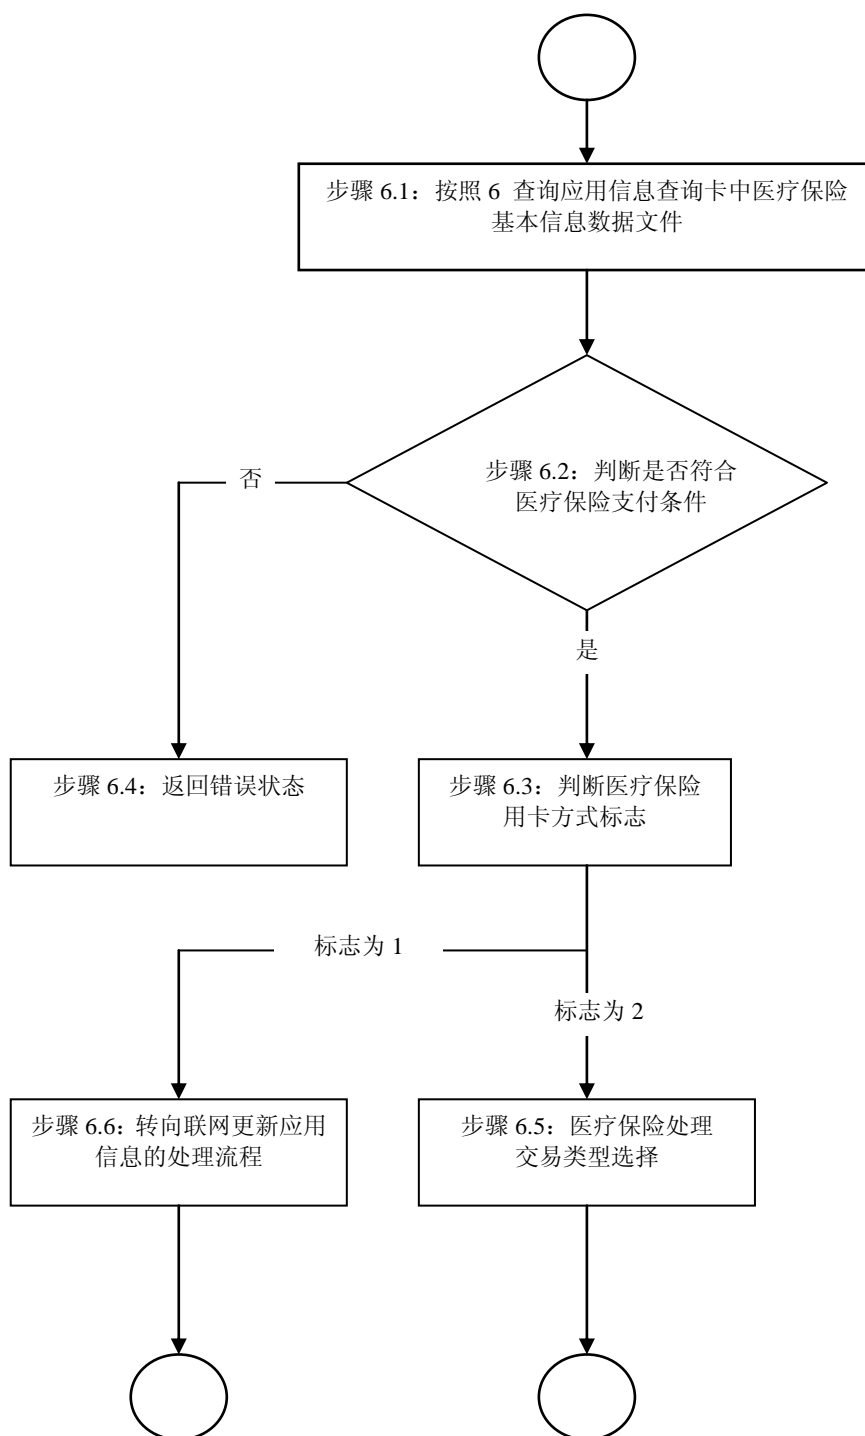 步骤 6.1：按照 6 查询应用信息查询卡中医疗保险
基本信息数据文件
步骤 6.2：判断是否符合
医疗保险支付条件
否
是
步骤 6.4：返回错误状态
步骤 6.3：判断医疗保险
用卡方式标志
标志为 1
标志为 2
步骤 6.6：转向联网更新应用
信息的处理流程
步骤 6.5：医疗保险处理
交易类型选择